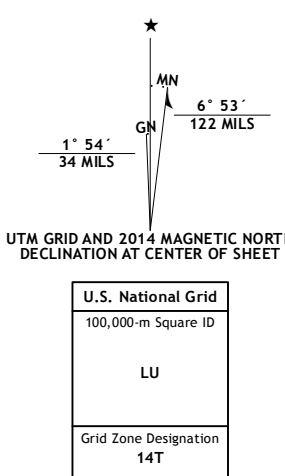 MN
GN
6° 53´
122 MILS
1° 54´
34 MILS
UTM GRID AND 2014 MAGNETIC NORT
DECLINATION AT CENTER OF SHEET
U.S. National Grid
100,000-m Square ID
LU
Grid Zone Designation
14T